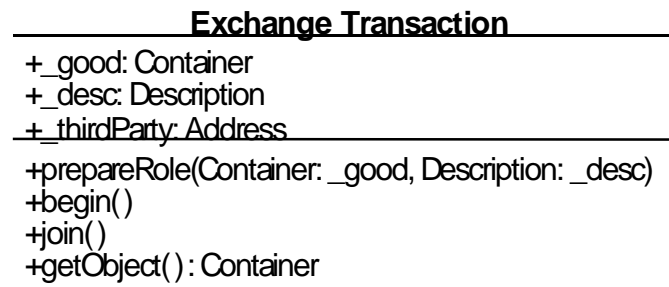 Exchange Transaction
+_good: Container
+_desc: Description
+_thirdParty: Address
+prepareRole(Container: _good, Description: _desc)
+begin()
+join()
+getObject() : Container